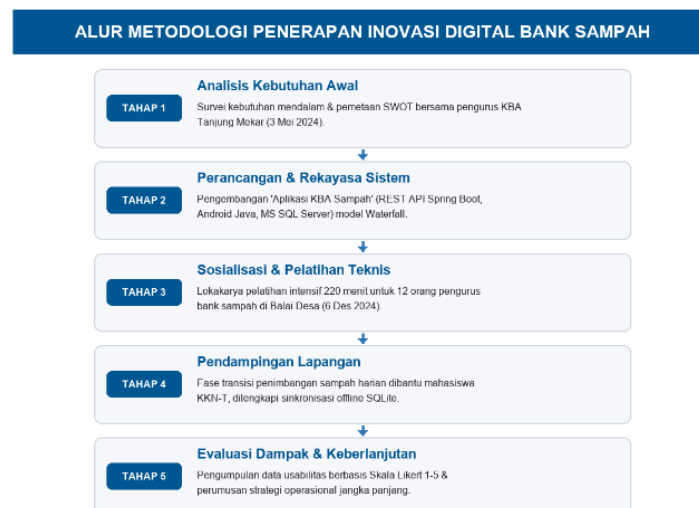 ALUR METODOLOGI PENERAPAN INOVASI DIGITAL BANK SAMPAH
TAHAP 1
Analisis Kebutuhan Awal
Survei kebutuhan mendalam & pemetaan SWOT bersama pengurus KBA
Tanjung Mekar (3 Mei 2024).
TAHAP 2
Perancangan & Rekayasa Sistem
Pengembangan 'Aplikasi KBA Sampah' (REST API Spring Boot,
Android Java, MS SQL Server) model Waterfall.
TAHAP 3
Sosialisasi & Pelatihan Teknis
Lokakarya pelatihan intensif 220 menit untuk 12 orang pengurus
bank sampah di Balai Desa (6 Des 2024).
TAHAP 4
Pendampingan Lapangan
Fase transisi penimbangan sampah harian dibantu mahasiswa
KKN-T, dilengkapi sinkronisasi offline SQLite.
TAHAP 5
Evaluasi Dampak & Keberlanjutan
Pengumpulan data usabilitas berbasis Skala Likert 1-5 &
perumusan strategi operasional jangka panjang.